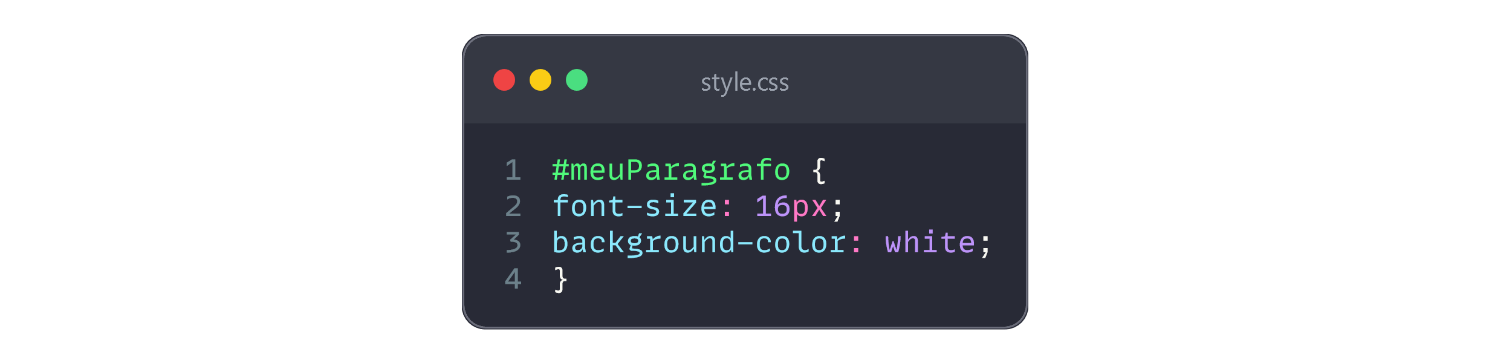 style.css
1 #meuParagrafo {
2 font-size: 16px;
3 background-color: white;
4 }